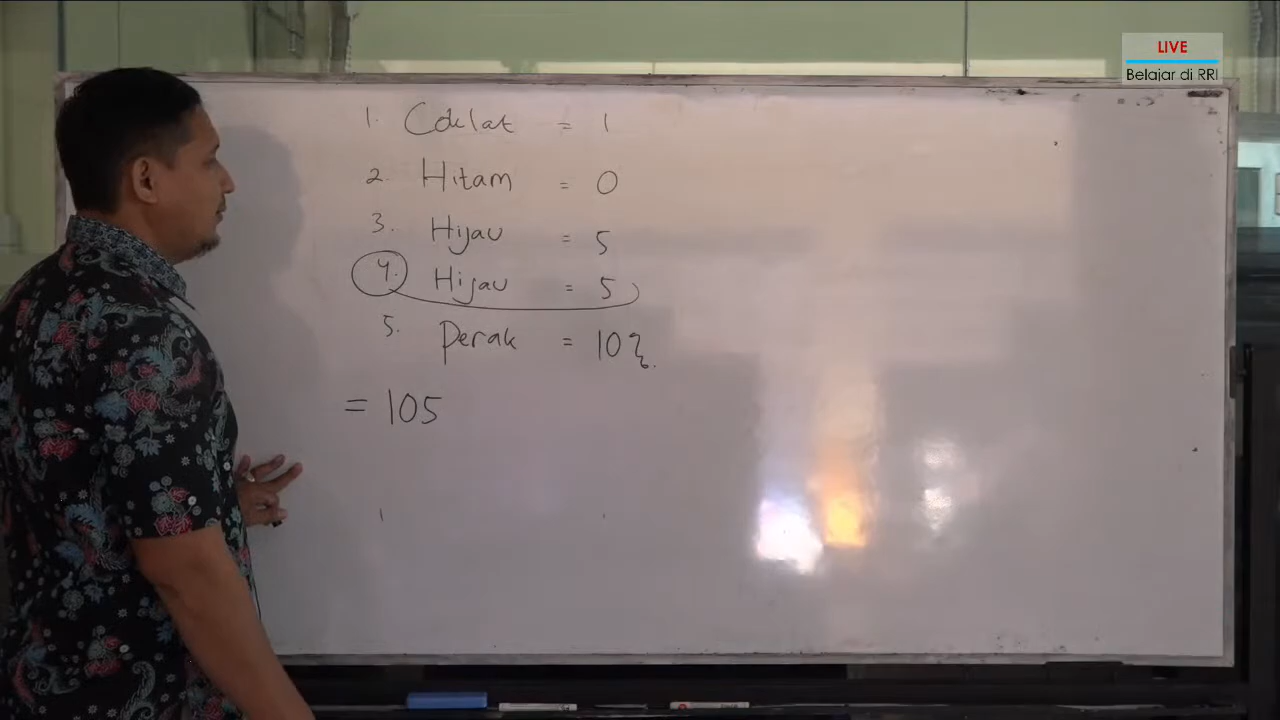 LIVE
Belajar di RRI
1. Coklat = 1
2. Hitam = 0
3. Hijau = 5
4. Hijau = 5
5. Perak = 10%
= 105